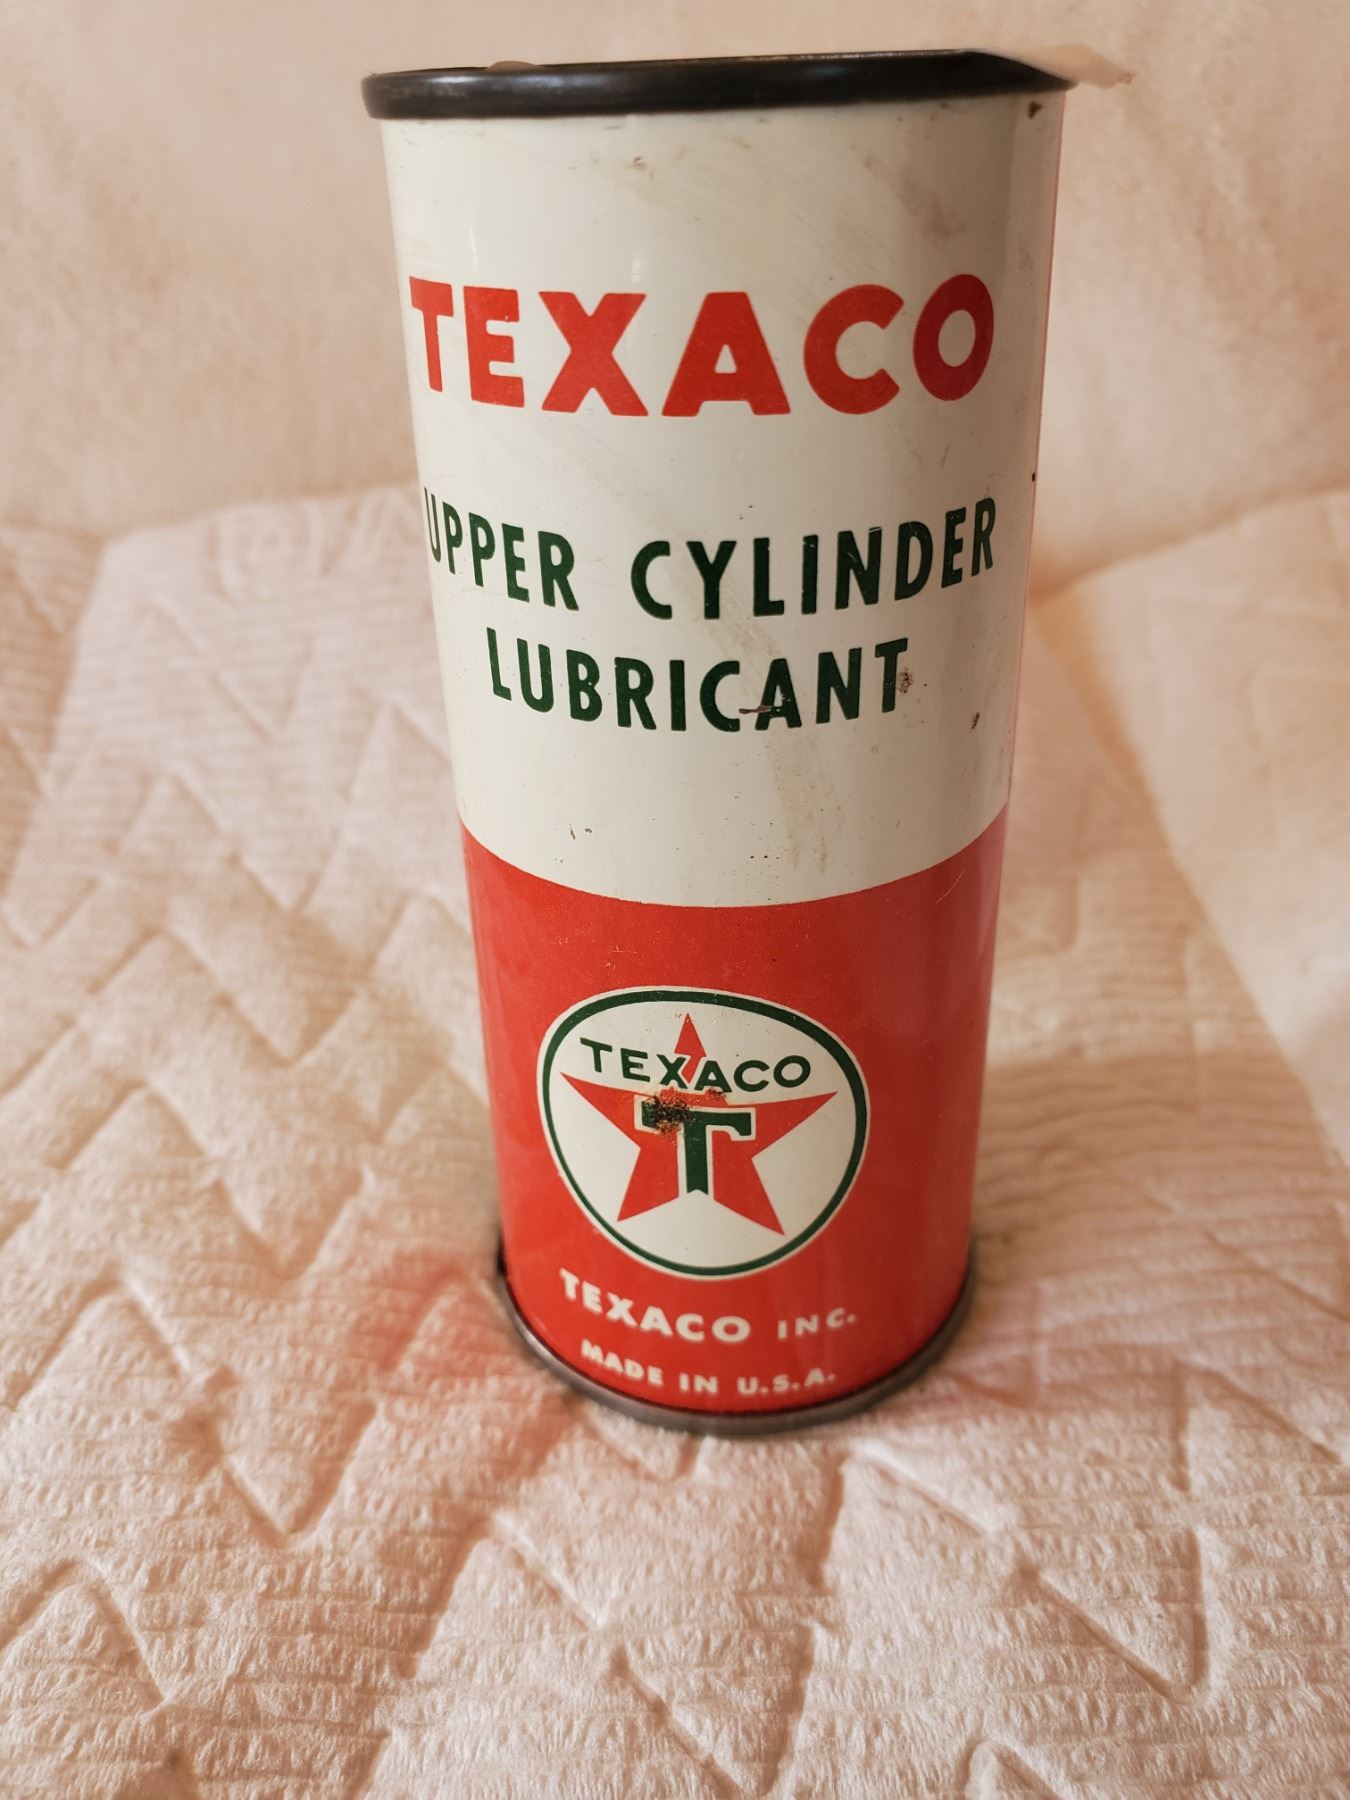 TEXACO
UPPER CYLINDER
LUBRICANT
TEXACO
T
TEXACO INC.
MADE IN U.S.A.